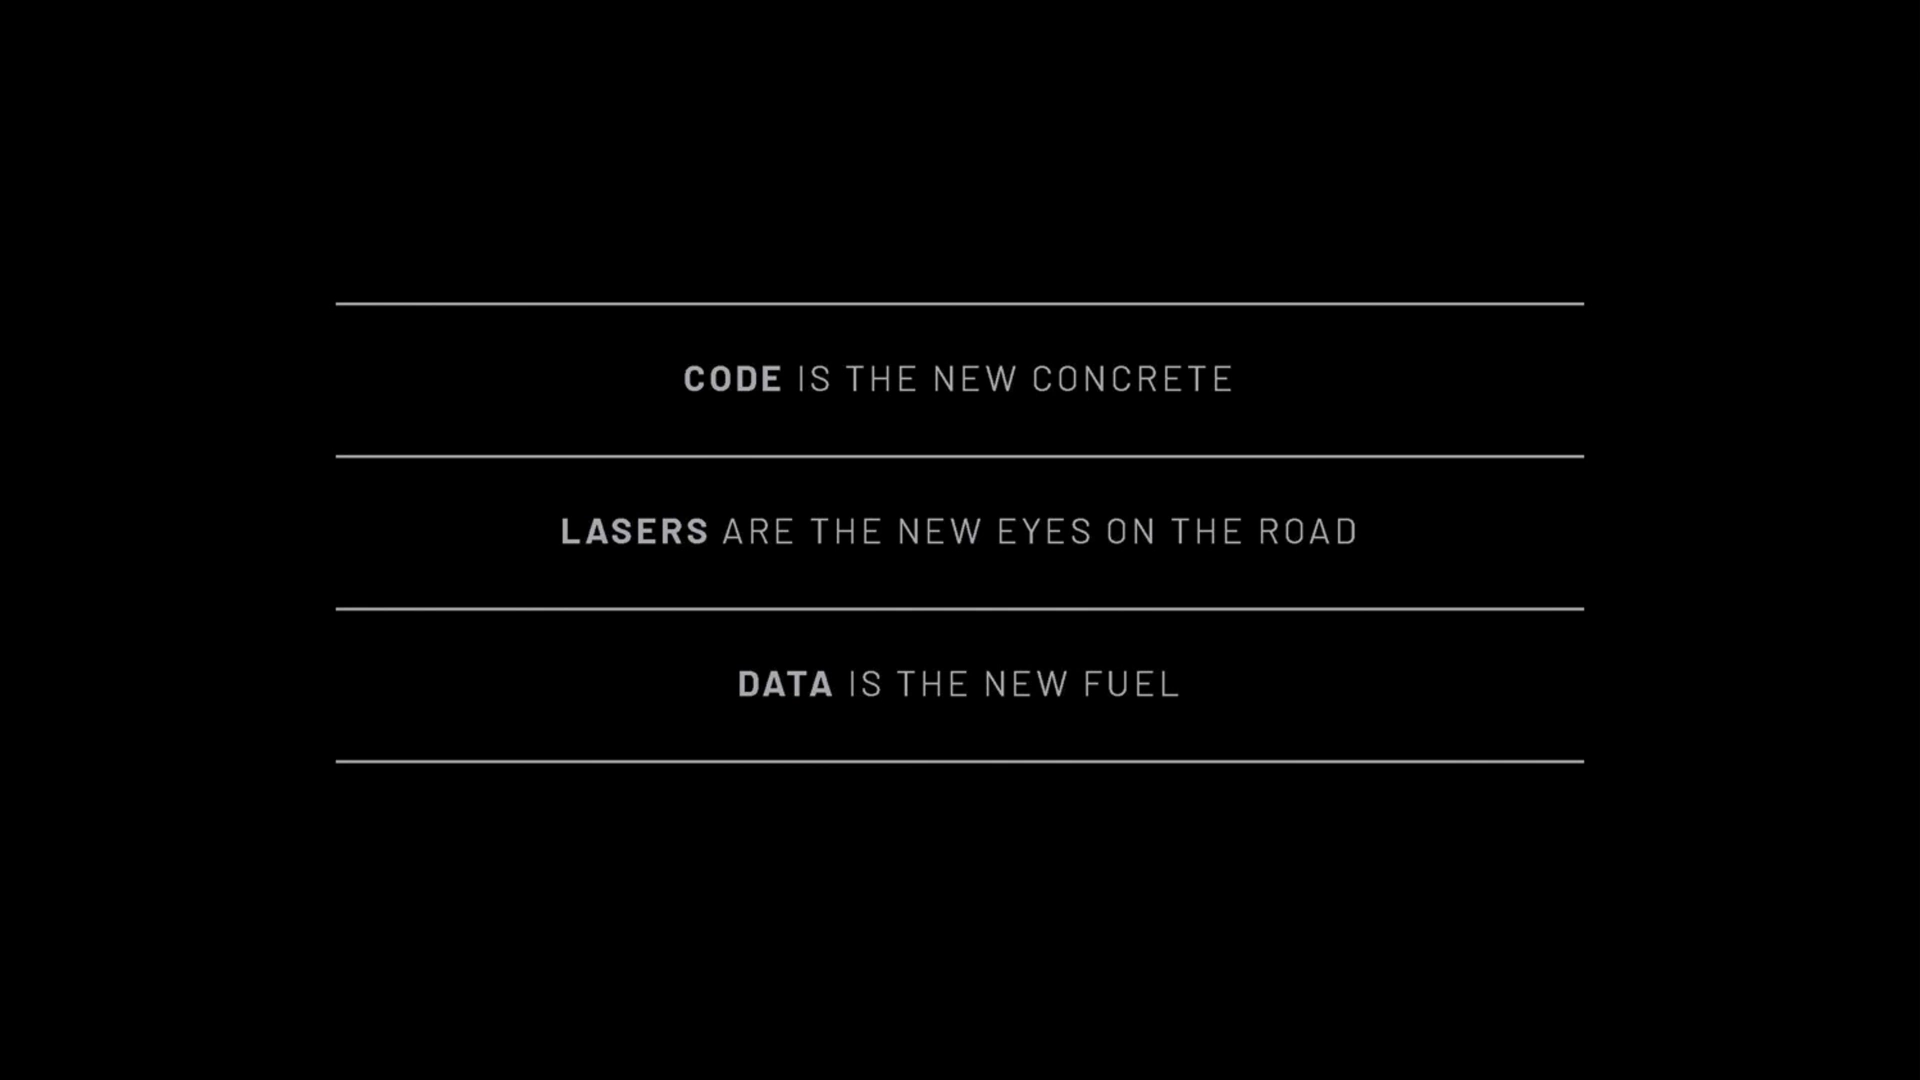 CODE IS THE NEW CONCRETE
LASERS ARE THE NEW EYES ON THE ROAD
DATA IS THE NEW FUEL